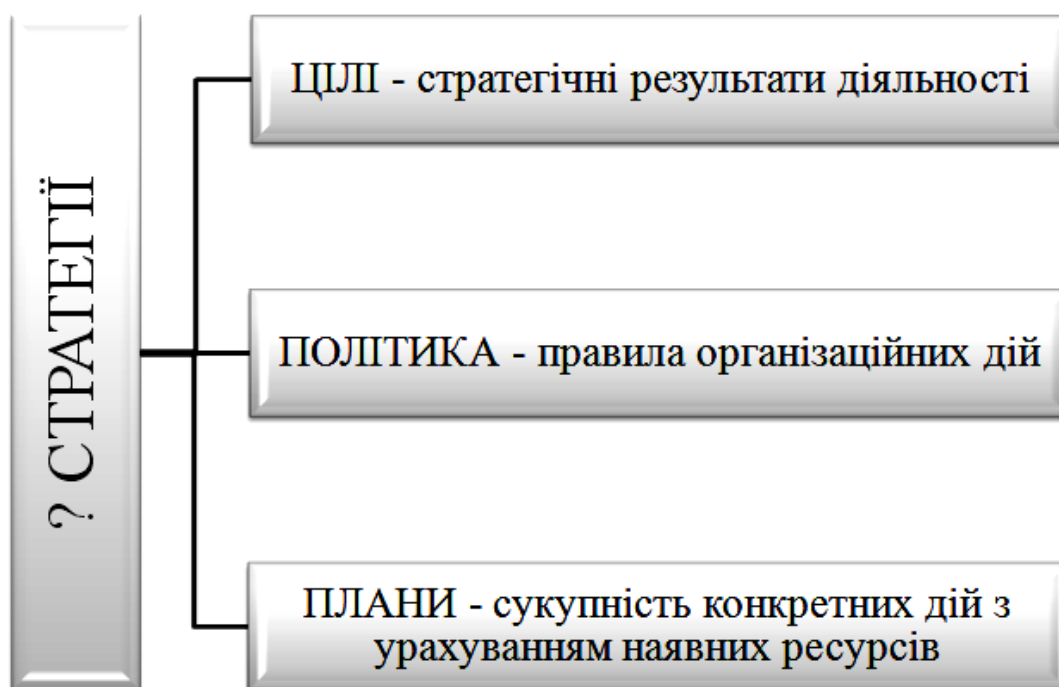 ? СТРАТЕГІЇ
ЦІЛІ - стратегічні результати діяльності
ПОЛІТИКА - правила організаційних дій
ПЛАНИ - сукупність конкретних дій з
урахуванням наявних ресурсів